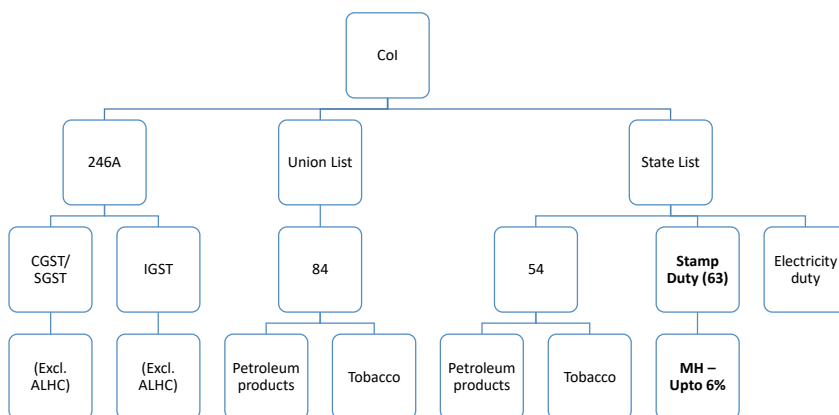 CoI
246A
Union List
State List
CGST/
SGST
IGST
84
54
Stamp
Duty (63)
Electricity
duty
(Excl.
ALHC)
(Excl.
ALHC)
Petroleum
products
Tobacco
Petroleum
products
Tobacco
MH –
Upto 6%